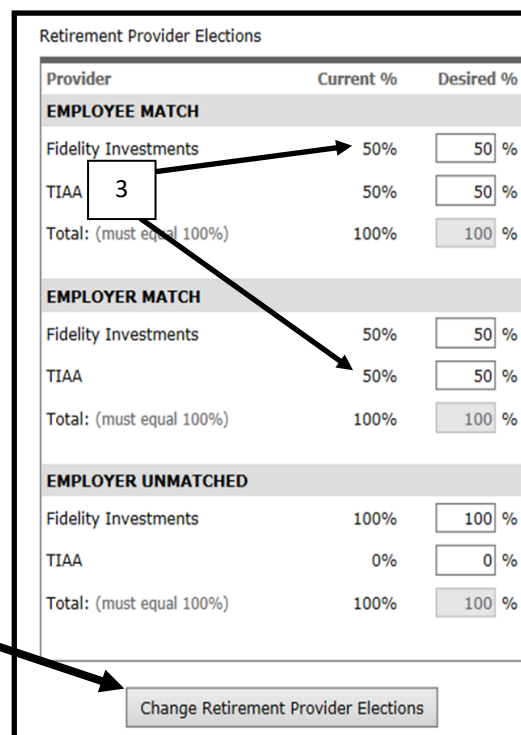 Retirement Provider Elections
Provider Current % Desired %
EMPLOYEE MATCH
Fidelity Investments 50% 50 %
TIAA 3 50% 50 %
Total: (must equal 100%) 100% 100 %
EMPLOYER MATCH
Fidelity Investments 50% 50 %
TIAA 50% 50 %
Total: (must equal 100%) 100% 100 %
EMPLOYER UNMATCHED
Fidelity Investments 100% 100 %
TIAA 0% 0 %
Total: (must equal 100%) 100% 100 %
Change Retirement Provider Elections